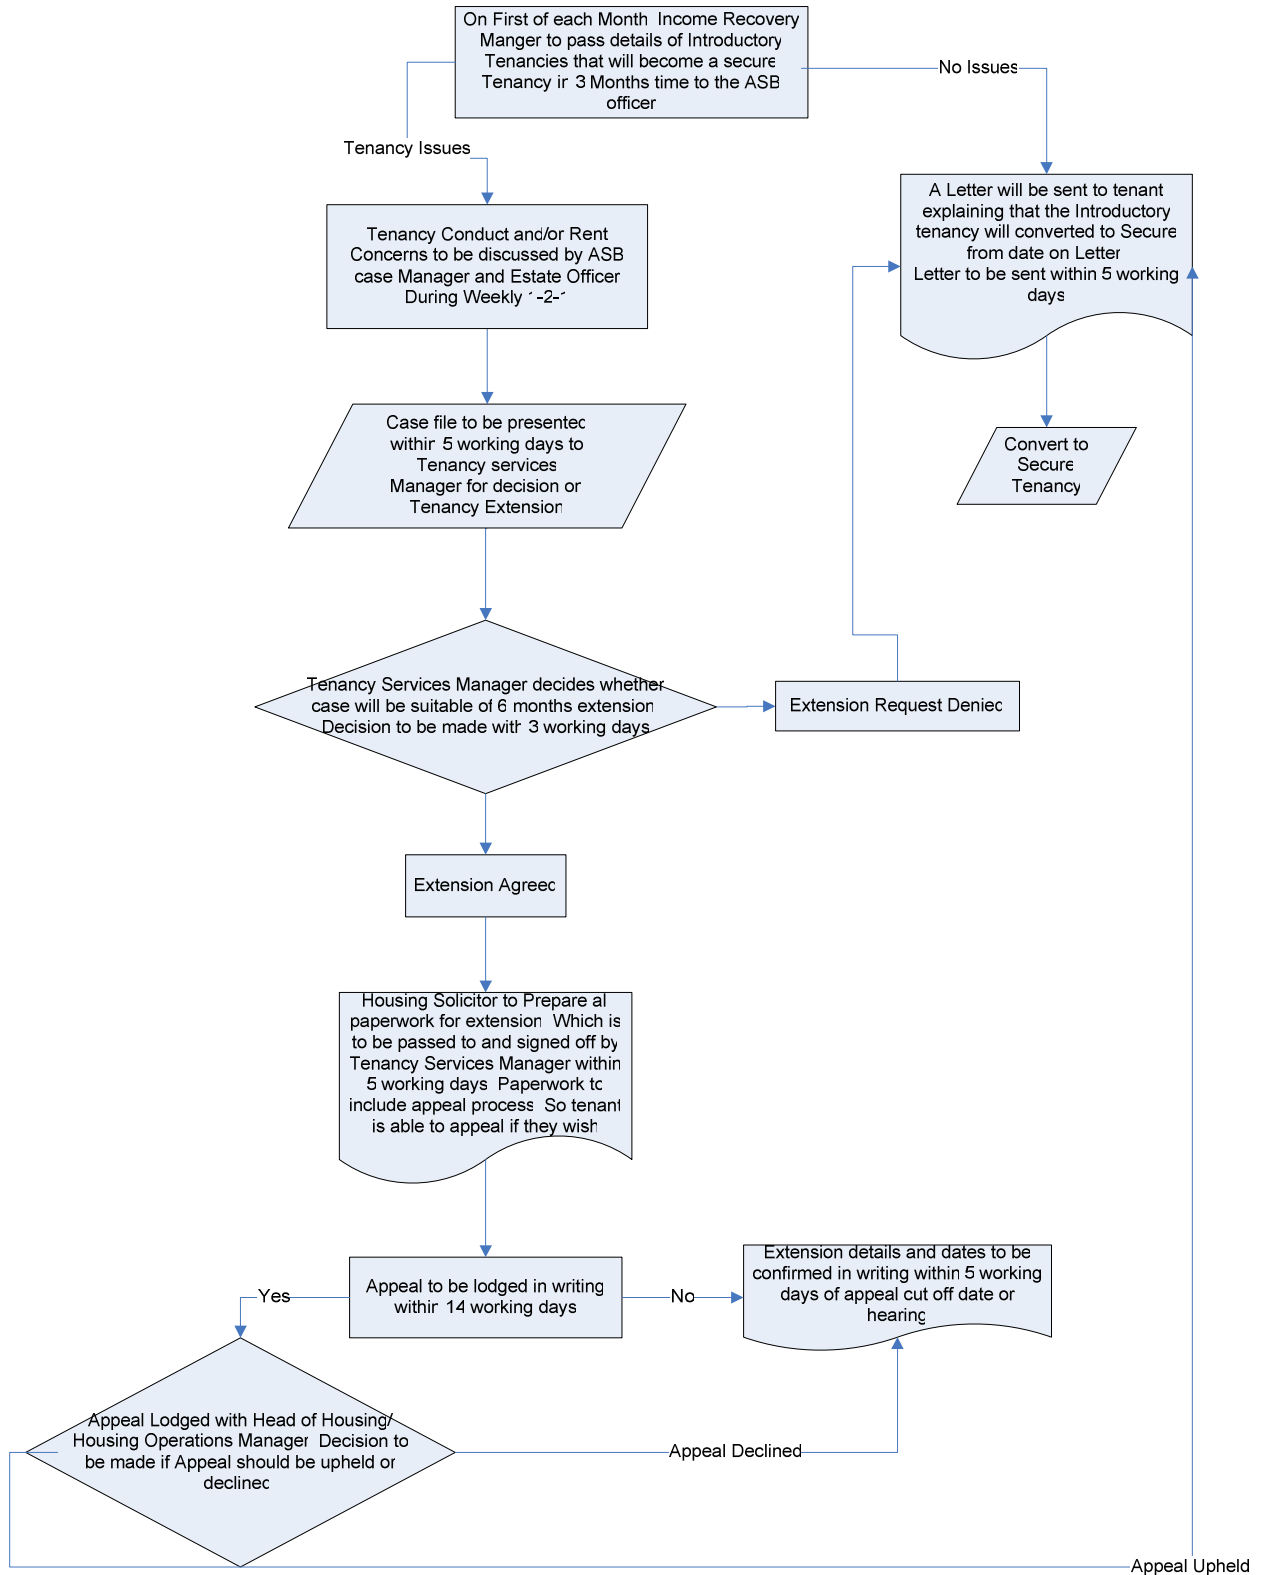 On First of each Month Income Recovery
Manger to pass details of Introductory
Tenancies that will become a secure
Tenancy in 3 Months time to the ASB
officer
No Issues
Tenancy Issues
A Letter will be sent to tenant
explaining that the Introductory
tenancy will converted to Secure
from date on Letter
Letter to be sent within 5 working
days
Tenancy Conduct and/or Rent
Concerns to be discussed by ASB
case Manager and Estate Officer
During Weekly 1-2-1
Case file to be presented
within 5 working days to
Tenancy services
Manager for decision on
Tenancy Extension
Convert to
Secure
Tenancy
Tenancy Services Manager decides whether
case will be suitable of 6 months extension
Decision to be made with 3 working days
Extension Request Denied
Extension Agreed
Housing Solicitor to Prepare all
paperwork for extension Which is
to be passed to and signed off by
Tenancy Services Manager within
5 working days Paperwork to
include appeal process So tenant
is able to appeal if they wish
Appeal to be lodged in writing
within 14 working days
Yes
No
Extension details and dates to be
confirmed in writing within 5 working
days of appeal cut off date or
hearing
Appeal Lodged with Head of Housing/
Housing Operations Manager Decision to
be made if Appeal should be upheld or
declined
Appeal Declined
Appeal Upheld